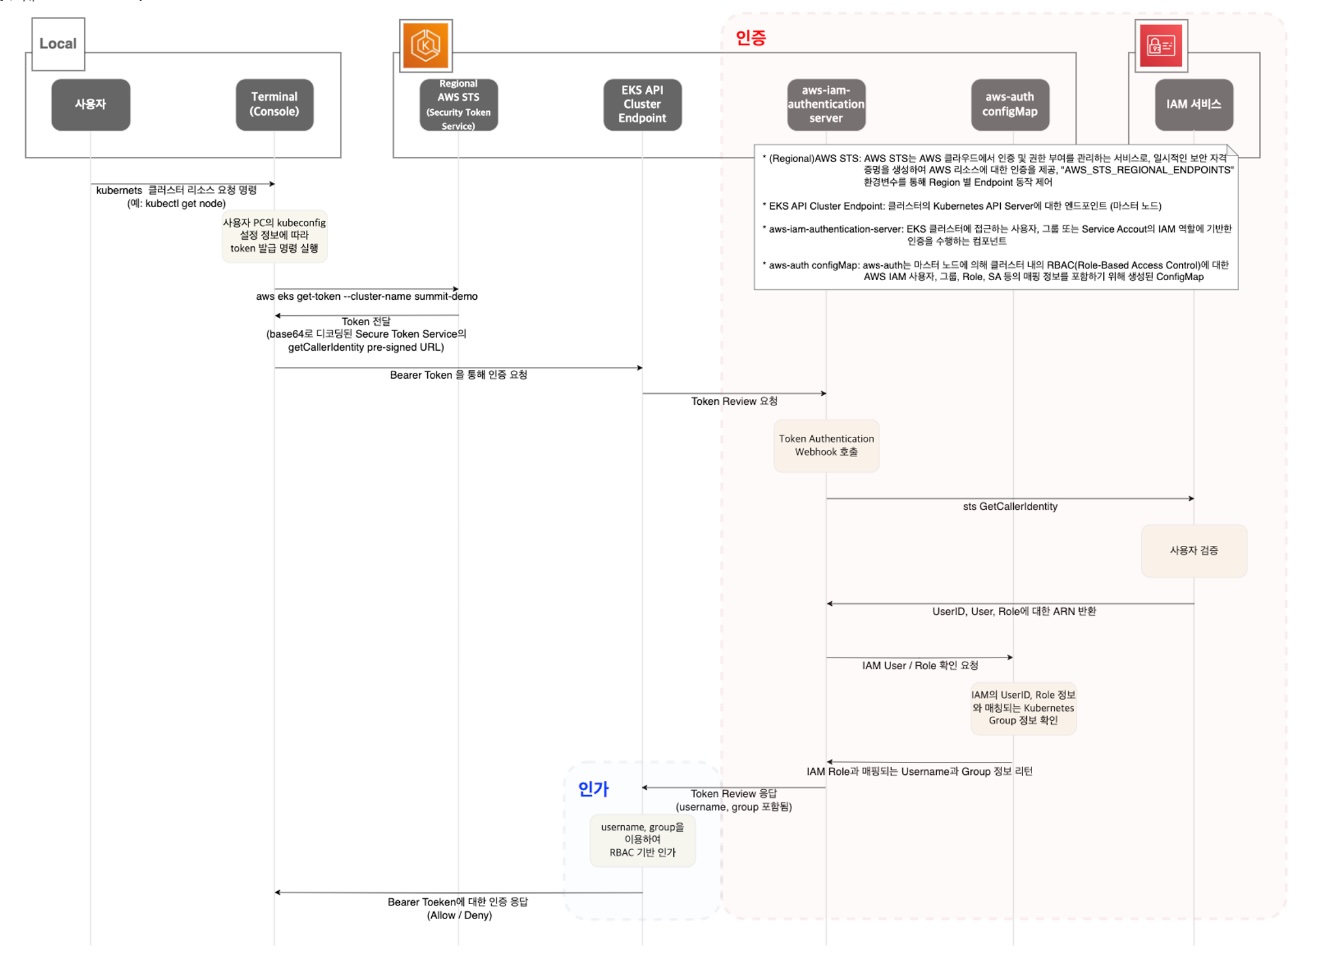 Local
인증
사용자
Terminal
(Console)
Regional
AWS STS
(Security Token
Service)
EKS API
Cluster
Endpoint
aws-iam-
authentication
server
aws-auth
configMap
IAM 서비스
* (Regional)AWS STS: AWS STS는 AWS 클라우드에서 인증 및 권한 부여를 관리하는 서비스로, 일시적인 보안 자격
증명을 생성하여 AWS 리소스에 대한 인증을 제공, "AWS_STS_REGIONAL_ENDPOINTS"
환경변수를 통해 Region 별 Endpoint 동작 제어
* EKS API Cluster Endpoint: 클러스터의 Kubernetes API Server에 대한 엔드포인트 (마스터 노드)
* aws-iam-authentication-server: EKS 클러스터에 접근하는 사용자, 그룹 또는 Service Accout의 IAM 역할에 기반한
인증을 수행하는 컴포넌트
* aws-auth configMap: aws-auth는 마스터 노드에 의해 클러스터 내의 RBAC(Role-Based Access Control)에 대한
AWS IAM 사용자, 그룹, Role, SA 등의 매핑 정보를 포함하기 위해 생성된 ConfigMap
kubernets 클러스터 리소스 요청 명령
(예: kubectl get node)
사용자 PC의 kubeconfig
설정 정보에 따라
token 발급 명령 실행
aws eks get-token --cluster-name summit-demo
Token 전달
(base64로 디코딩된 Secure Token Service의
getCallerIdentity pre-signed URL)
Bearer Token 을 통해 인증 요청
Token Review 요청
Token Authentication
Webhook 호출
sts GetCallerIdentity
사용자 검증
UserID, User, Role에 대한 ARN 반환
IAM User / Role 확인 요청
IAM의 UserID, Role 정보
와 매칭되는 Kubernetes
Group 정보 확인
IAM Role과 매핑되는 Username과 Group 정보 리턴
인가
Token Review 응답
(username, group 포함됨)
username, group을
이용하여
RBAC 기반 인가
Bearer Toeken에 대한 인증 응답
(Allow / Deny)